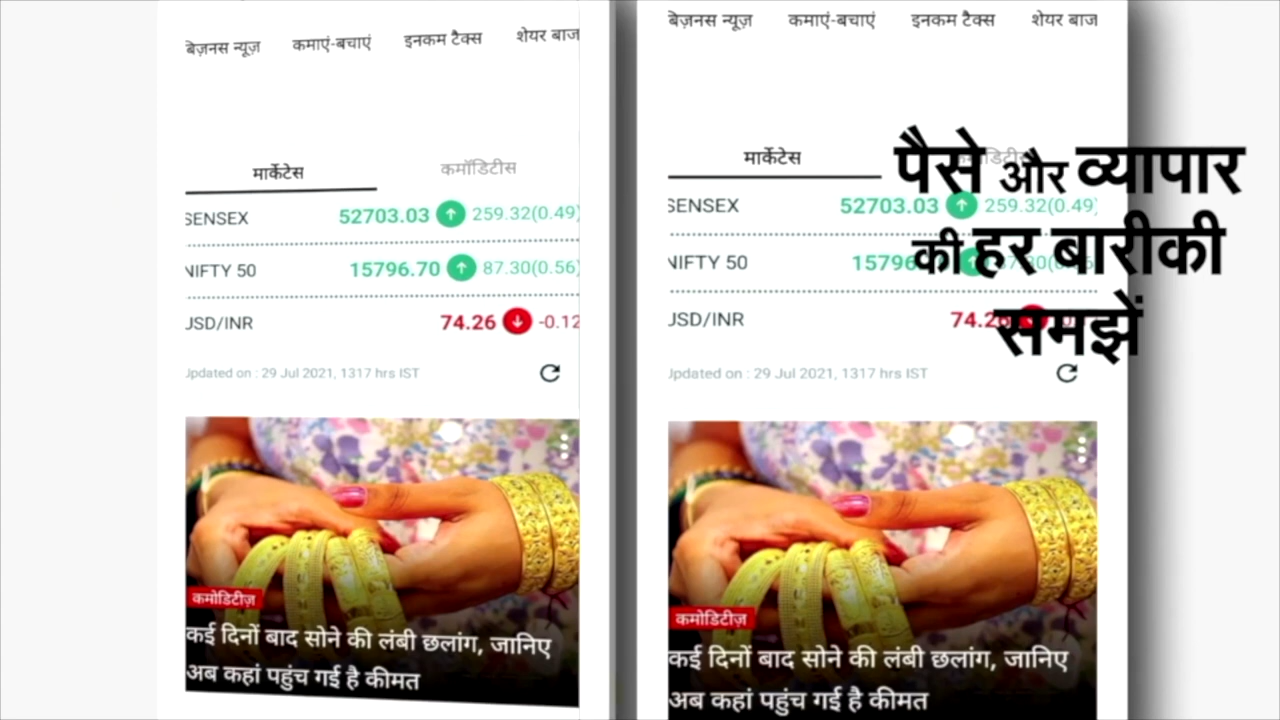 बिज़नस न्यूज़ कमाएं-बचाएं इनकम टैक्स शेयर बाज
मार्केटेस कमॉडिटीस
SENSEX 52703.03 259.32(0.49)
NIFTY 50 15796.70 87.30(0.56)
USD/INR 74.26 -0.12
Updated on : 29 Jul 2021, 1317 hrs IST
कमोडिटीज़
कई दिनों बाद सोने की लंबी छलांग, जानिए
अब कहां पहुंच गई है कीमत
बिज़नस न्यूज़ कमाएं-बचाएं इनकम टैक्स शेयर बाज
मार्केटेस
SENSEX 52703.03 259.32(0.49)
NIFTY 50 15796
USD/INR 74.26
Updated on : 29 Jul 2021, 1317 hrs IST
कमोडिटीज़
कई दिनों बाद सोने की लंबी छलांग, जानिए
अब कहां पहुंच गई है कीमत
पैसे और व्यापार
की हर बारीकी
समझें